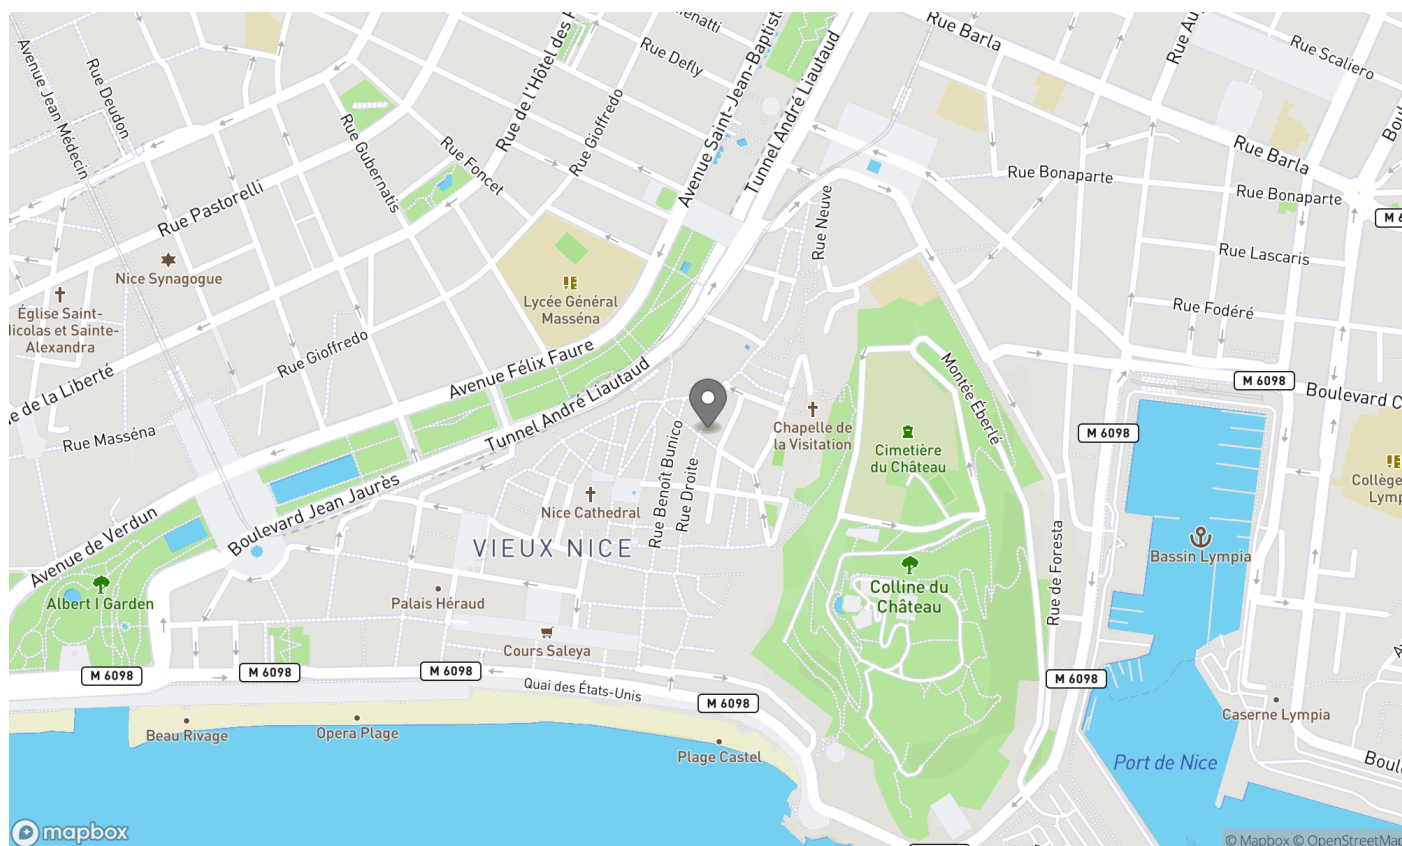 Rue Barla
Rue Au
Rue Scaliero
Rue Defly
Avenue Saint-Jean-Baptiste
Tunnel André Liautaud
Rue de l'Hôtel des P
Avenue Jean Médecin
Rue Deudon
Rue Gubernatis
Rue Foncet
Rue Gioffredo
Rue Barla
Rue Bonaparte
Rue Bonaparte
Rue Pastorelli
Rue Neuve
M 6
Rue Lascaris
Nice Synagogue
Lycée Général
Masséna
Rue Fodéré
Église Saint-
Nicolas et Sainte-
Alexandra
Rue Gioffredo
Avenue Félix Faure
Montée Éberlé
e de la Liberté
Tunnel André Liautaud
M 6098
Boulevard C
Rue Masséna
Chapelle de
la Visitation
Cimetière
du Château
M 6098
Rue Benoît Bunico
Rue Droite
Collège
Lymp
Nice Cathedral
Boulevard Jean Jaurès
Avenue de Verdun
VIEUX NICE
Bassin Lympia
Rue de Foresta
Colline du
Château
Albert I Garden
Palais Héraud
Cours Saleya
M 6098
M 6098
M 6098
M 6098
M 6098
Quai des États-Unis
Caserne Lympia
Beau Rivage
Opera Plage
Plage Castel
Port de Nice
Boul
mapbox
© Mapbox © OpenStreetMap